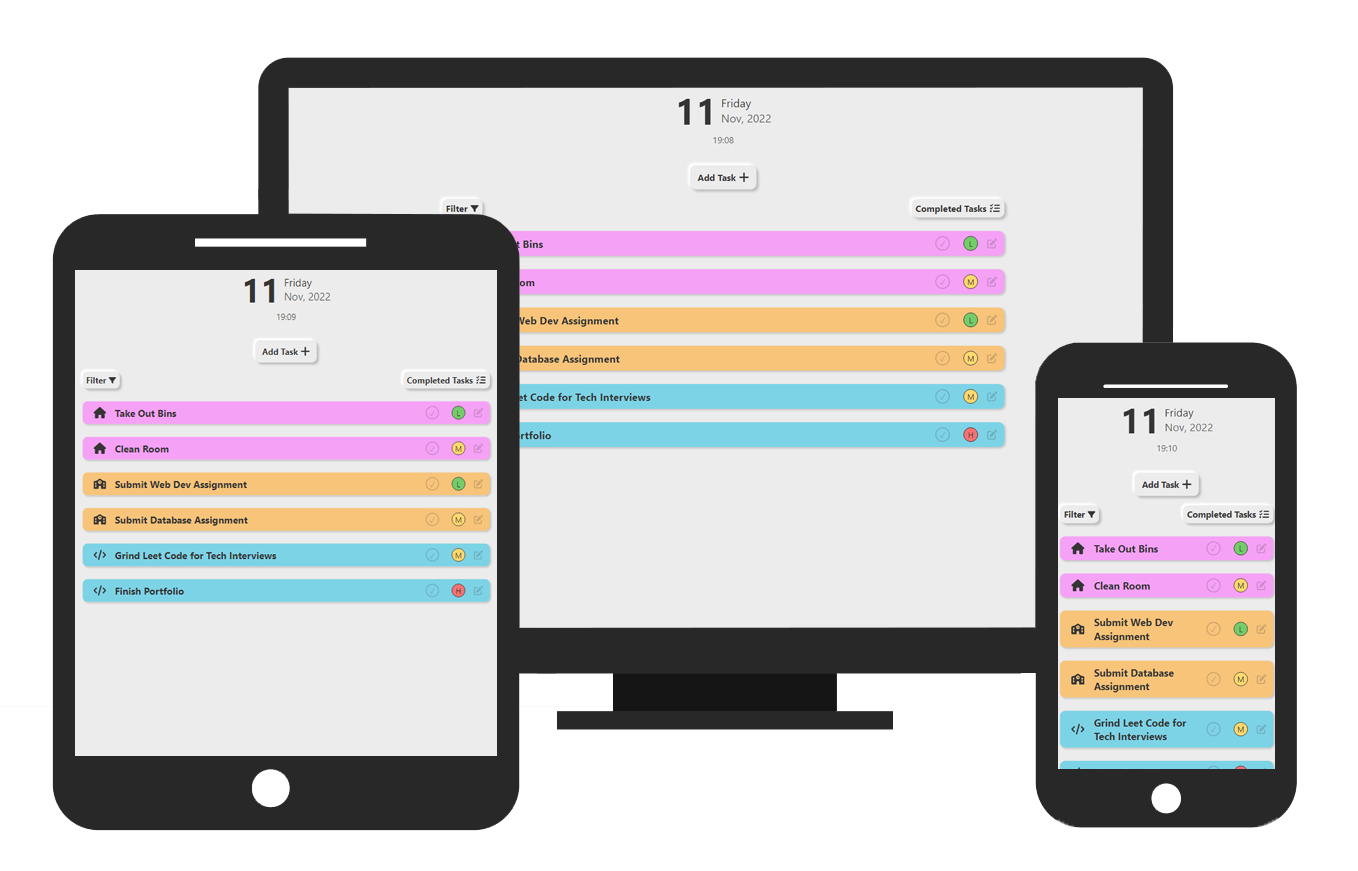 11 Friday
Nov, 2022
19:08
Add Task
Filter
Completed Tasks
t Bins
L
om
M
Web Dev Assignment
L
Database Assignment
M
et Code for Tech Interviews
M
rtfolio
H
11 Friday
Nov, 2022
19:09
Add Task
Filter
Completed Tasks
Take Out Bins
L
Clean Room
M
Submit Web Dev Assignment
L
Submit Database Assignment
M
Grind Leet Code for Tech Interviews
M
Finish Portfolio
H
11 Friday
Nov, 2022
19:10
Add Task
Filter
Completed Tasks
Take Out Bins
L
Clean Room
M
Submit Web Dev
Assignment
L
Submit Database
Assignment
M
Grind Leet Code for
Tech Interviews
M